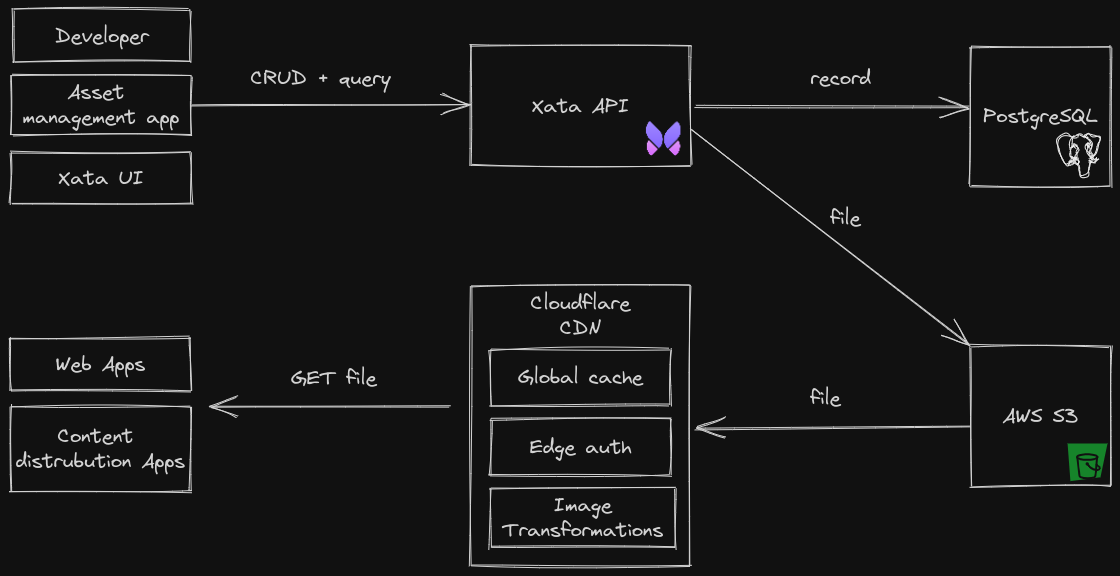 Developer
Asset
management app
Xata UI
CRUD + query
Xata API
record
PostgreSQL
file
Cloudflare
CDN
Global cache
Edge auth
Image
Transformations
Web Apps
Content
distrubution Apps
GET file
file
AWS S3